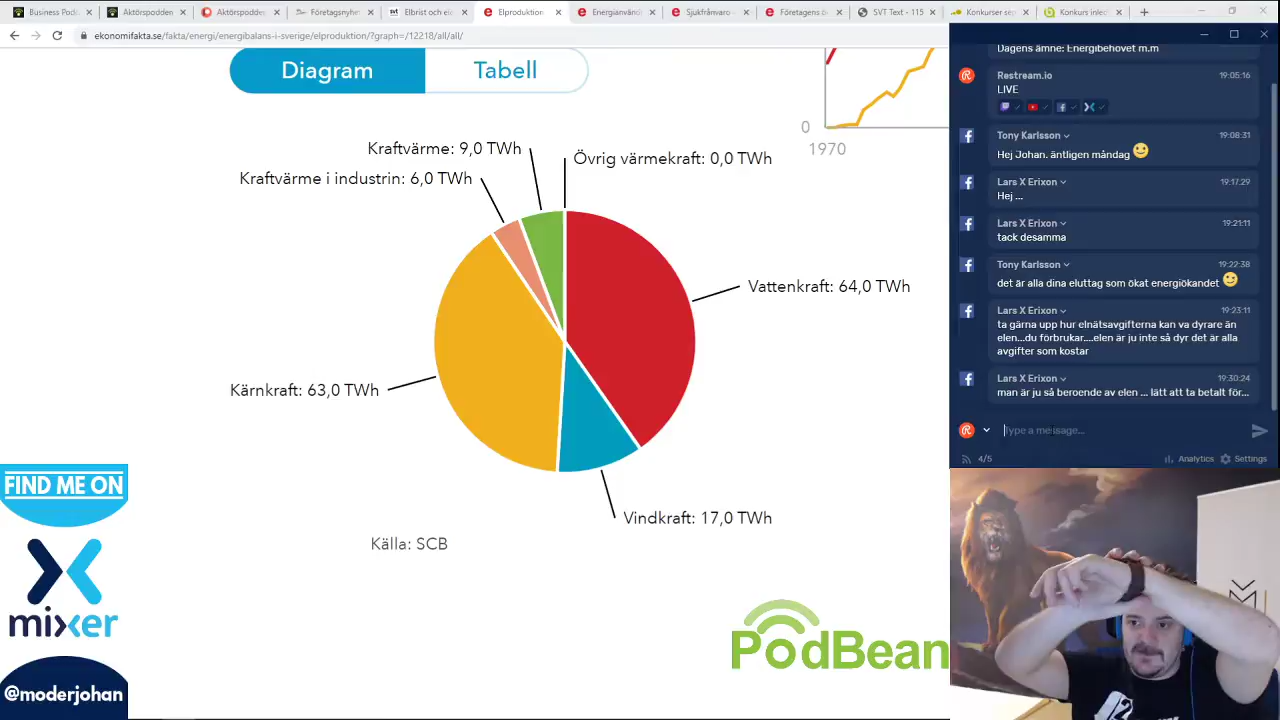 Business Pod
Aktörspodden
Aktörspodden
Företagsnyhet
Elbrist och elo
Elproduktion
Energianvänd
Sjukfrånvaro
Företagens
SVT Text - 115
Konkurser sep
Konkurs inled
ekonomifakta.se/fakta/energi/energibalans-i-sverige/elproduktion/?graph=/12218/all/all/
Diagram
Tabell
0
1970
Kraftvärme: 9,0 TWh
Övrig värmekraft: 0,0 TWh
Kraftvärme i industrin: 6,0 TWh
Vattenkraft: 64,0 TWh
Kärnkraft: 63,0 TWh
Vindkraft: 17,0 TWh
Källa: SCB
FIND ME ON
mixer
@moderjohan
PodBean
Dagens ämne: Energibehovet m.m
Restream.io 19:05:16
LIVE
Tony Karlsson 19:08:31
Hej Johan. äntligen måndag
Lars X Erixon 19:17:29
Hej ...
Lars X Erixon 19:21:11
tack desamma
Tony Karlsson 19:22:38
det är alla dina eluttag som ökat energiökandet
Lars X Erixon 19:23:11
ta gärna upp hur elnätsavgifterna kan va dyrare än
elen...du förbrukar....elen är ju inte så dyr det är alla
avgifter som kostar
Lars X Erixon 19:30:24
man är ju så beroende av elen ... lätt att ta betalt för...
Type a message...
4/5
Analytics
Settings